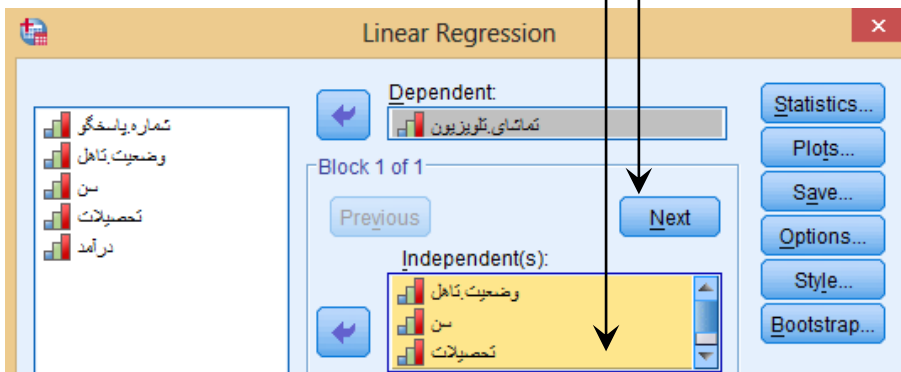 Linear Regression
شماره.پاسخگو
وضعیت.تاهل
سن
تحصیلات
درآمد
Dependent:
تماشای.تلویزیون
Block 1 of 1
Previous
Next
Independent(s):
وضعیت.تاهل
سن
تحصیلات
Statistics...
Plots...
Save...
Options...
Style...
Bootstrap...